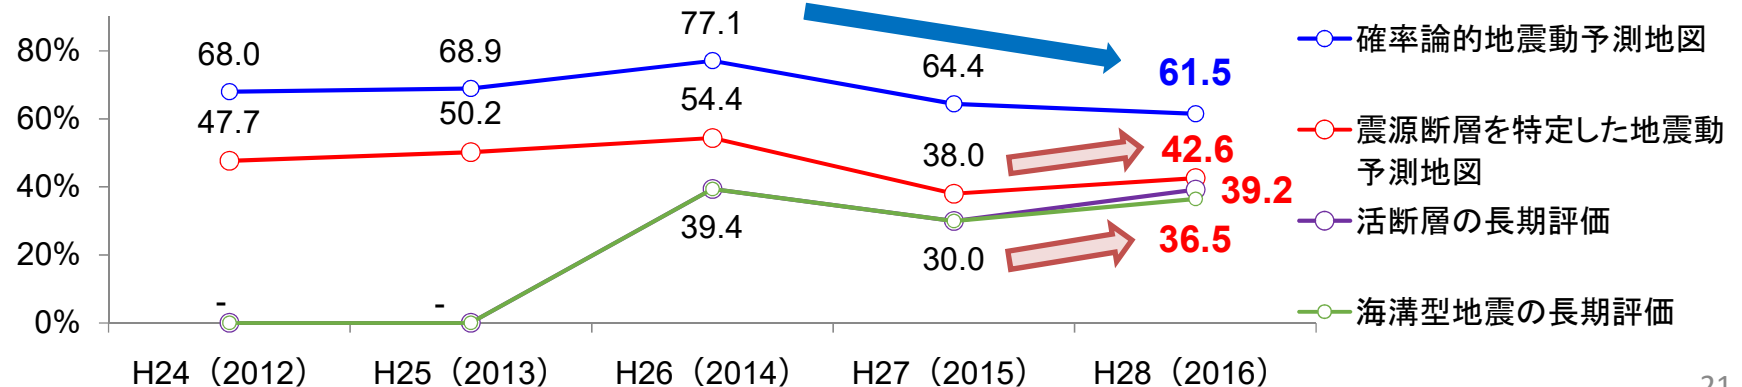 80%
60%
40%
20%
0%
68.0
68.9
77.1
64.4
61.5
47.7
50.2
54.4
38.0
42.6
39.2
39.4
30.0
36.5
-
-
H24（2012）
H25（2013）
H26（2014）
H27（2015）
H28（2016）
確率論的地震動予測地図
震源断層を特定した地震動
予測地図
活断層の長期評価
海溝型地震の長期評価
21